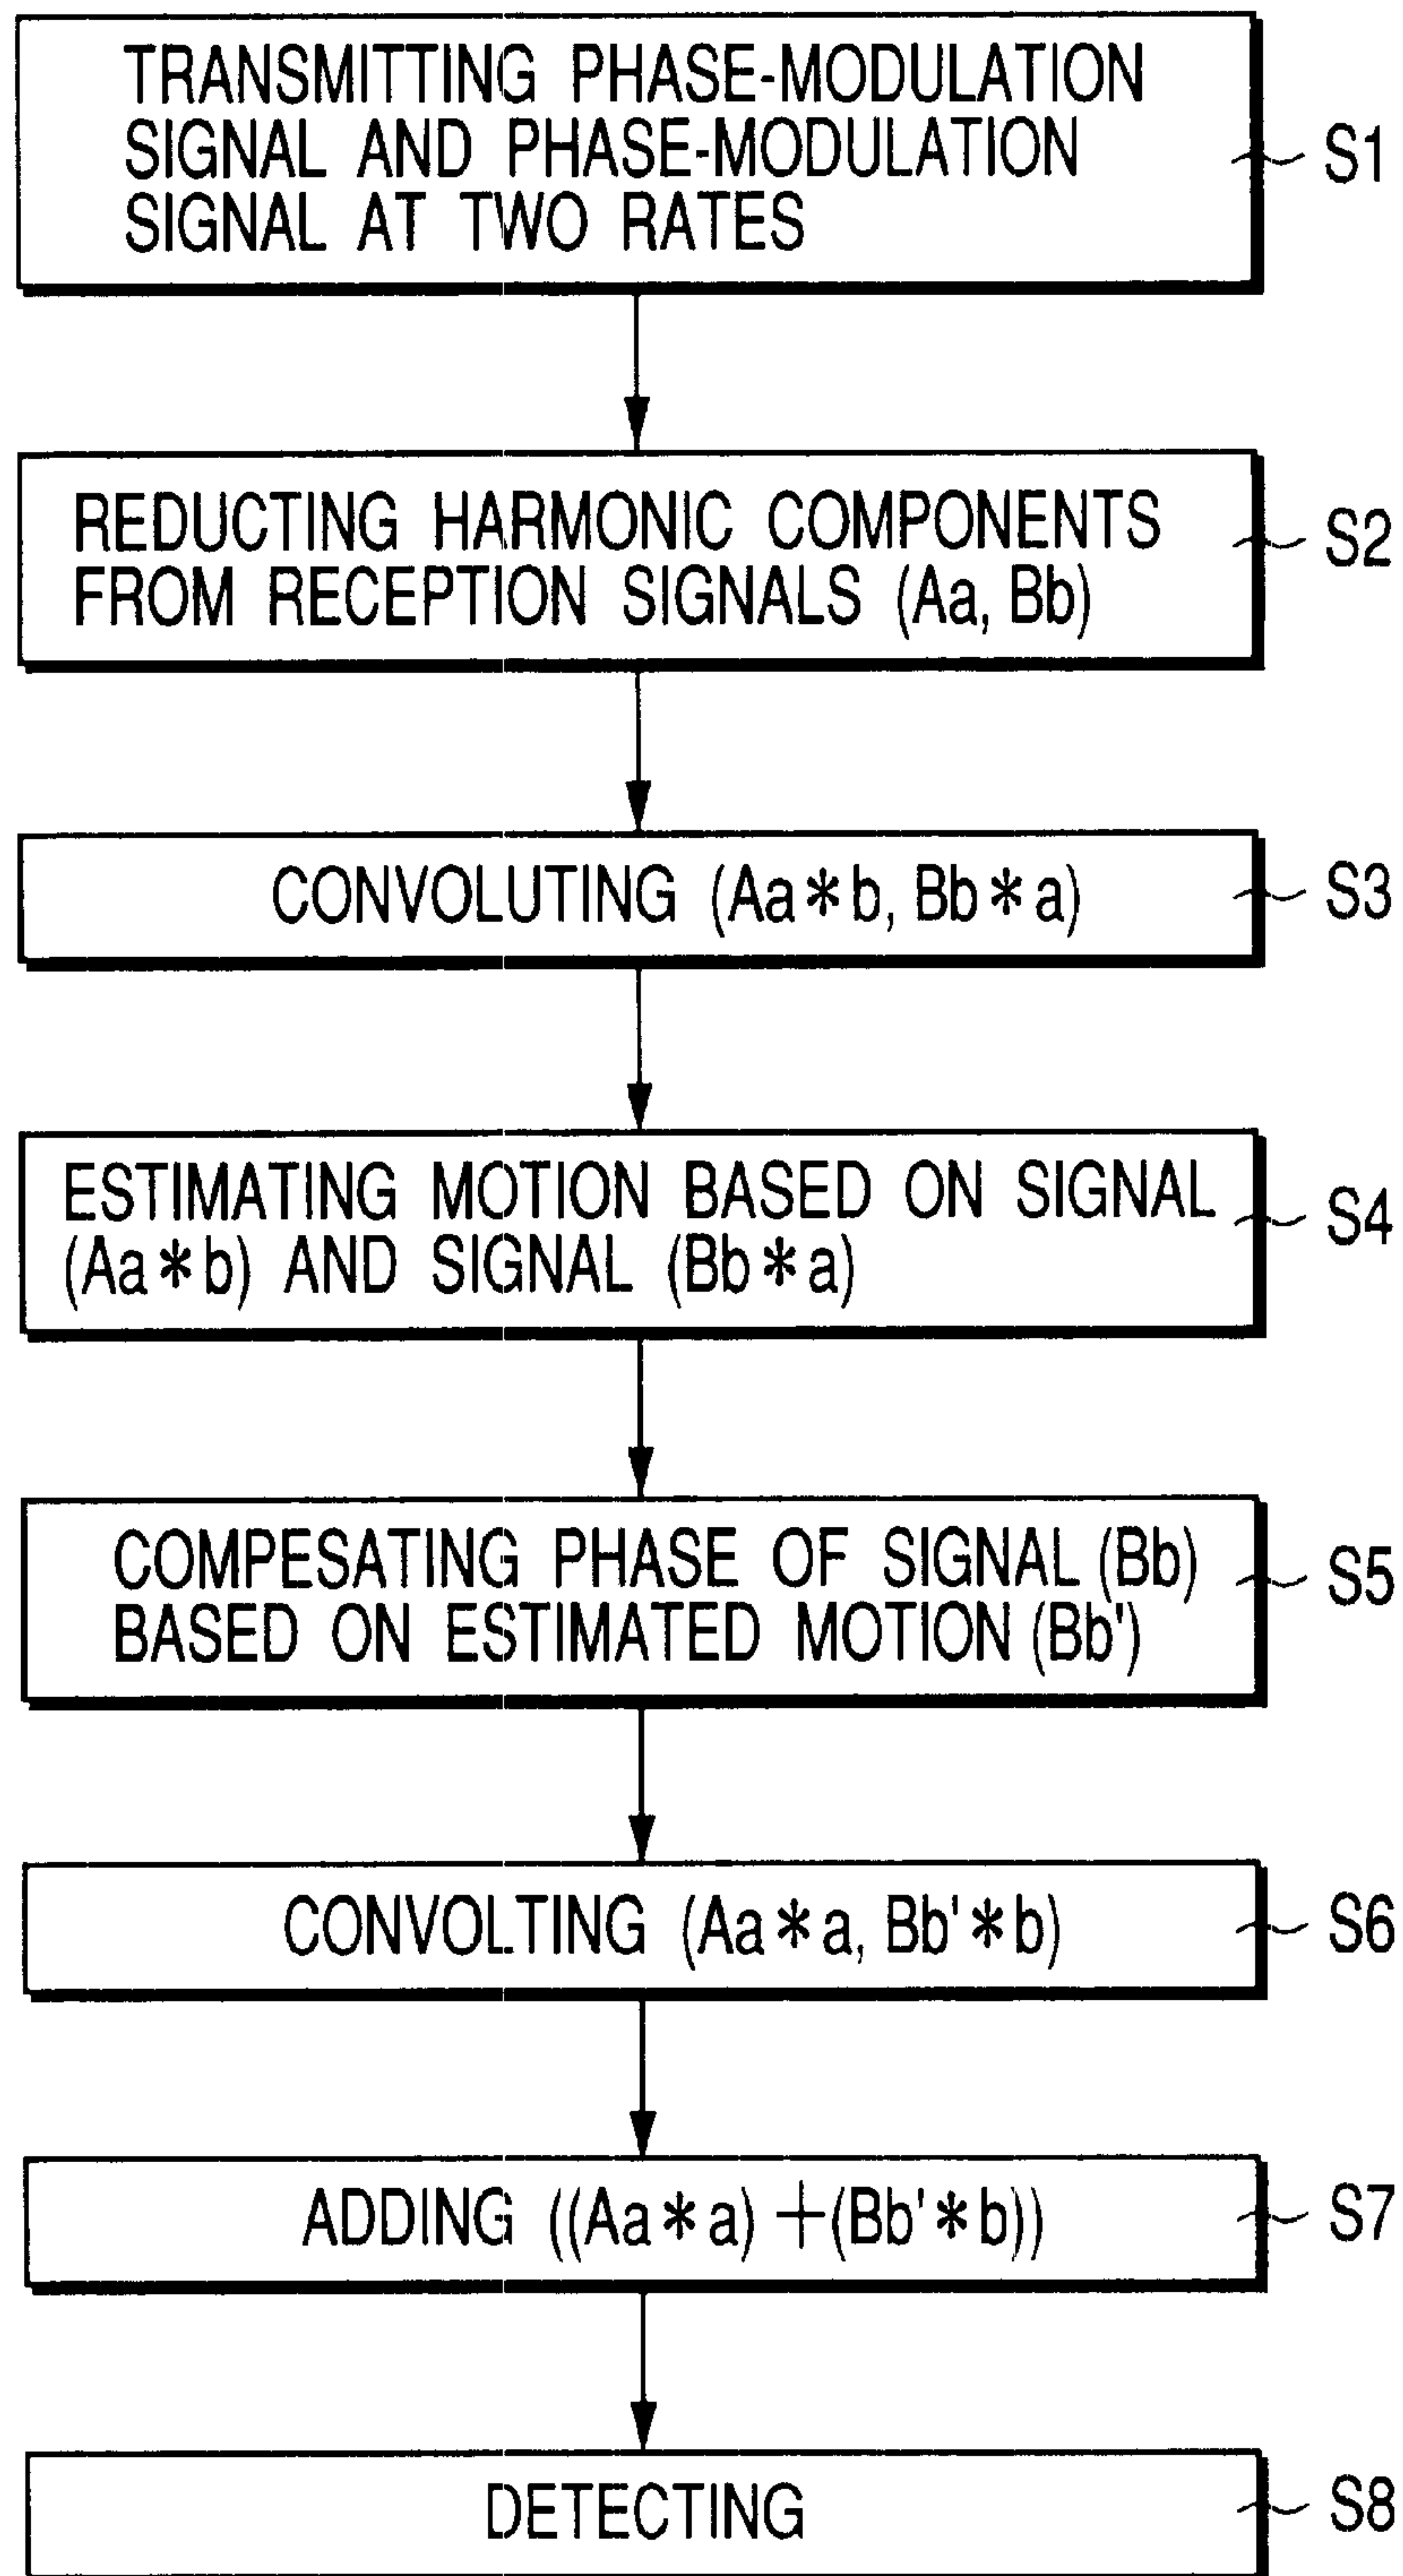 TRANSMITTING PHASE-MODULATION
SIGNAL AND PHASE-MODULATION
SIGNAL AT TWO RATES
S1
REDUCTING HARMONIC COMPONENTS
FROM RECEPTION SIGNALS (Aa, Bb)
S2
CONVOLUTING (Aa*b, Bb*a)
S3
ESTIMATING MOTION BASED ON SIGNAL
(Aa*b) AND SIGNAL (Bb*a)
S4
COMPESATING PHASE OF SIGNAL (Bb)
BASED ON ESTIMATED MOTION (Bb')
S5
CONVOLTING (Aa*a, Bb'*b)
S6
ADDING ((Aa*a)+(Bb'*b))
S7
DETECTING
S8